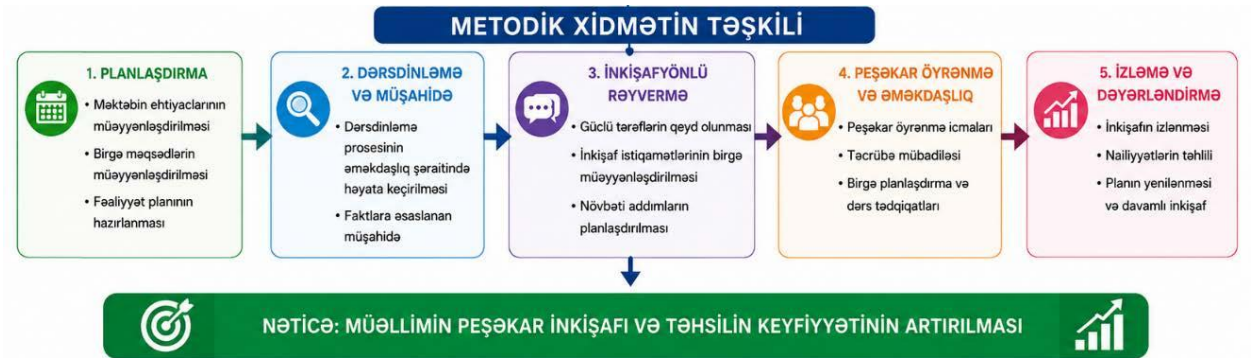 METODİK XİDMƏTİN TƏŞKİLİ
1. PLANLAŞDIRMA
• Məktəbin ehtiyaclarının
müəyyənləşdirilməsi
• Birgə məqsədlərin
müəyyənləşdirilməsi
• Fəaliyyət planının
hazırlanması
2. DƏRSDİNLƏMƏ
VƏ MÜŞAHİDƏ
• Dərsdinləmə
prosesinin
əməkdaşlıq şəraitində
həyata keçirilməsi
• Faktlara əsaslanan
müşahidə
3. İNKİŞAFYÖNLÜ
RƏYVERMƏ
• Güclü tərəflərin qeyd olunması
• İnkişaf istiqamətlərinin birgə
müəyyənləşdirilməsi
• Növbəti addımların
planlaşdırılması
4. PEŞƏKAR ÖYRƏNMƏ
VƏ ƏMƏKDAŞLIQ
• Peşəkar öyrənmə icmaları
• Təcrübə mübadiləsi
• Birgə planlaşdırma və
dərs tədqiqatları
5. İZLƏMƏ VƏ
DƏYƏRLƏNDİRMƏ
• İnkişafın izlənməsi
• Nailiyyətlərin təhlili
• Planın yenilənməsi
və davamlı inkişaf
NƏTİCƏ: MÜƏLLİMİN PEŞƏKAR İNKİŞAFI VƏ TƏHSİLİN KEYFİYYƏTİNİN ARTIRILMASI